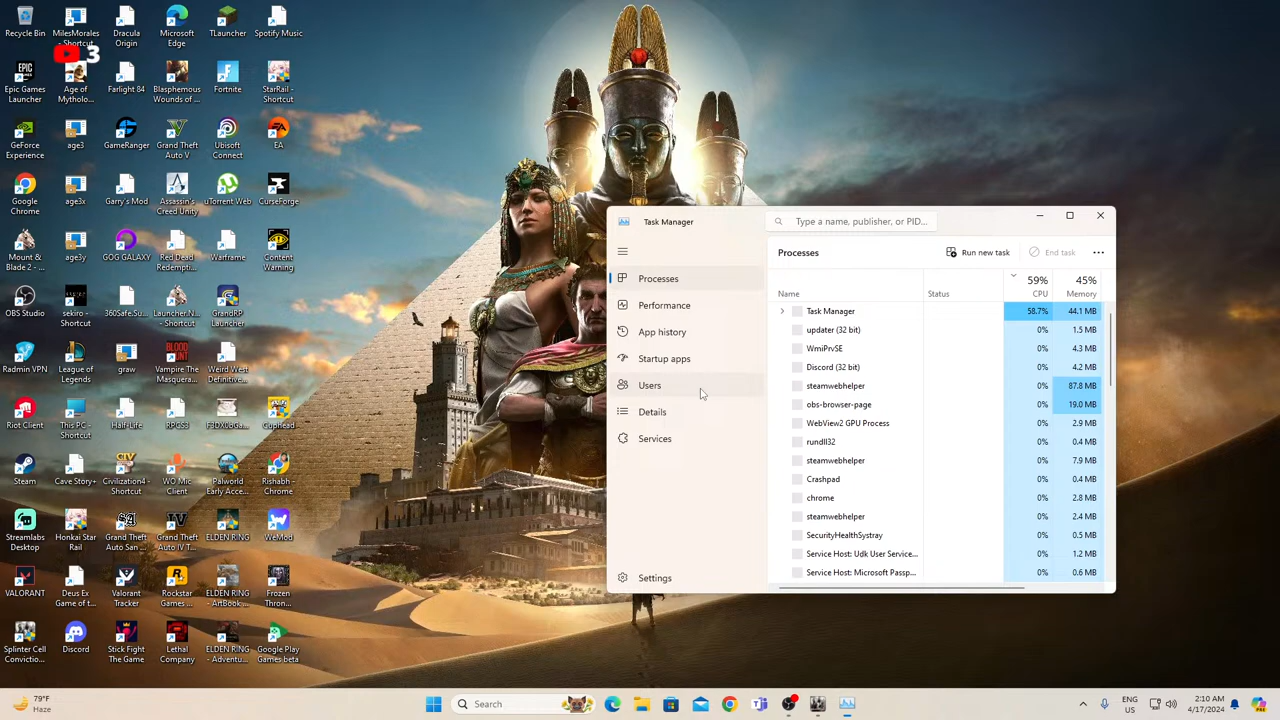 Recycle Bin
MilesMorales - Shortcut
Dracula Origin
Microsoft Edge
TLauncher
Spotify Music
3
Epic Games Launcher
Age of Mytholo...
Farlight 84
Blasphemous Wounds of ...
Fortnite
StarRail - Shortcut
GeForce Experience
age3
GameRanger
Grand Theft Auto V
Ubisoft Connect
EA
Google Chrome
age3x
Garry's Mod
Assassin's Creed Unity
uTorrent Web
CurseForge
Mount & Blade 2 - ...
age3y
GOG GALAXY
Red Dead Redempti...
Warframe
Content Warning
OBS Studio
sekiro - Shortcut
Launcher.N... - Shortcut
GrandRP Launcher
Radmin VPN
League of Legends
graw
Vampire The Masquera...
Weird West Definitive...
Riot Client
This PC - Shortcut
Half-Life
RPCS3
Cuphead
Steam
Cave Story+
Civilization4 - Shortcut
WO Mic Client
Palworld Early Acce...
Rishabh - Chrome
Streamlabs Desktop
Honkai Star Rail
Grand Theft Auto San ...
Grand Theft Auto IV T...
ELDEN RING
WeMod
VALORANT
Deus Ex Game of t...
Valorant Tracker
Rockstar Games ...
ELDEN RING - ArtBook ...
Frozen Thron...
Splinter Cell Convictio...
Discord
Stick Fight The Game
Lethal Company
ELDEN RING - Adventu...
Google Play Games beta
Task Manager
Type a name, publisher, or PID...
Processes
Run new task
End task
Processes
Performance
App history
Startup apps
Users
Details
Services
Settings
59% 45%
Name Status CPU Memory
Task Manager 58.7% 44.1 MB
updater (32 bit) 0% 1.5 MB
WmiPrvSE 0% 4.3 MB
Discord (32 bit) 0% 4.2 MB
steamwebhelper 0% 87.8 MB
obs-browser-page 0% 19.0 MB
WebView2 GPU Process 0% 2.9 MB
rundll32 0% 0.4 MB
steamwebhelper 0% 7.9 MB
Crashpad 0% 0.4 MB
chrome 0% 2.8 MB
steamwebhelper 0% 2.4 MB
SecurityHealthSystray 0% 0.5 MB
Service Host: Udk User Service... 0% 1.2 MB
Service Host: Microsoft Passp... 0% 0.6 MB
79°F
Haze
Search
ENG
US
2:10 AM
4/17/2024